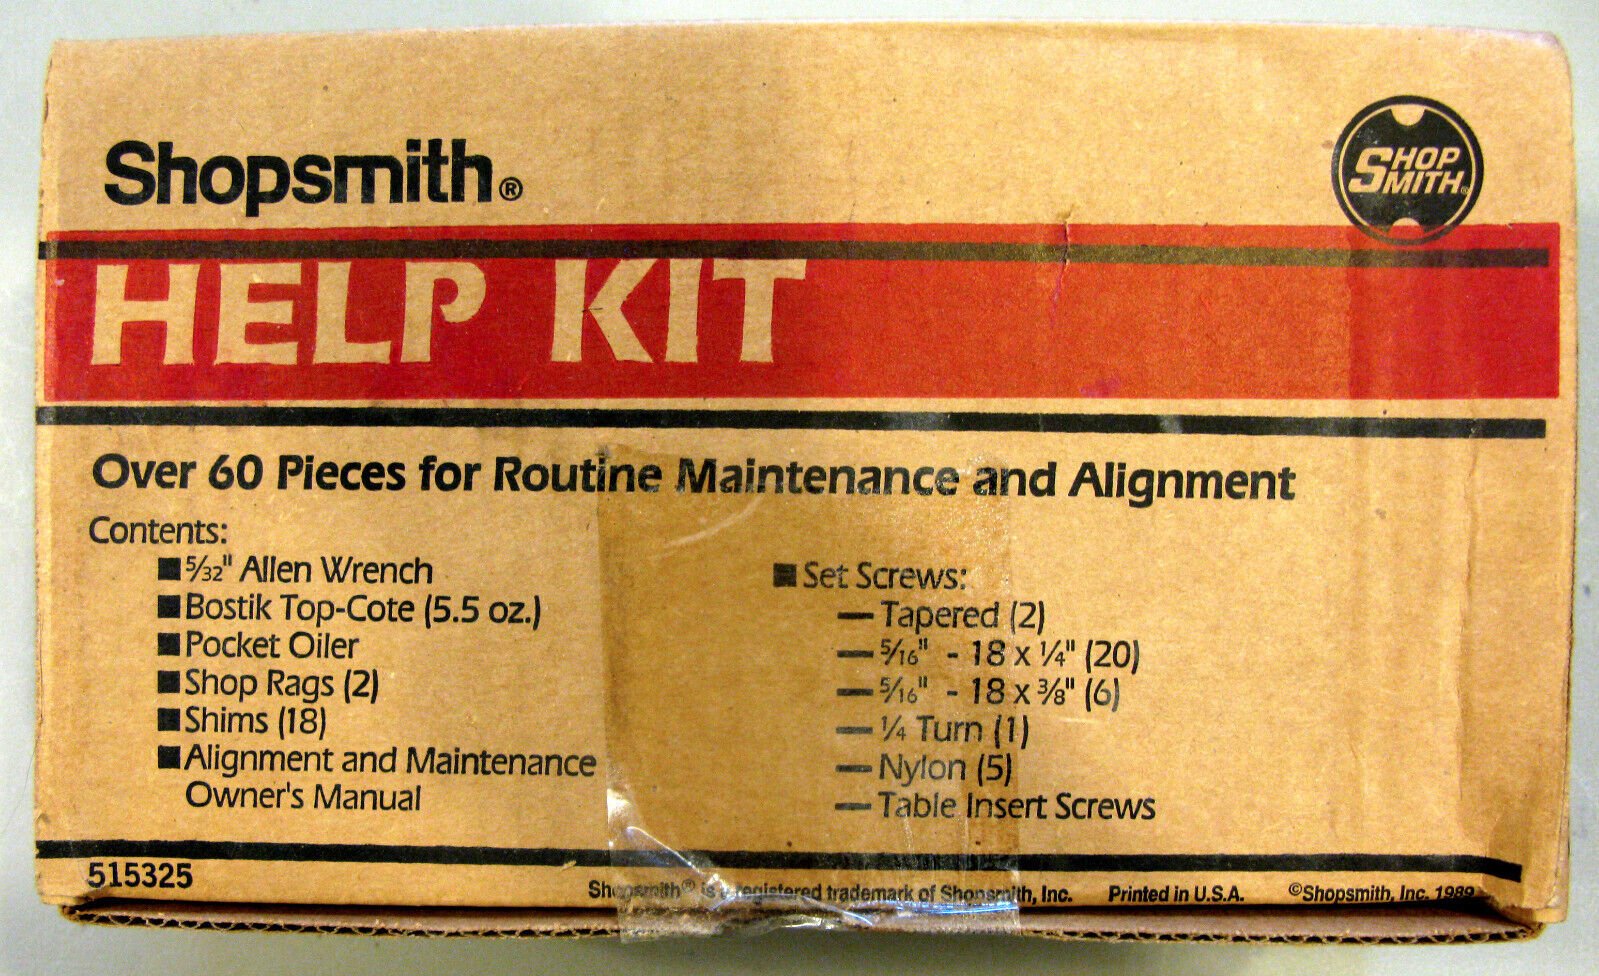 Shopsmith®
SHOP
SMITH®
HELP KIT
Over 60 Pieces for Routine Maintenance and Alignment
Contents:
■ 5/32" Allen Wrench
■ Bostik Top-Cote (5.5 oz.)
■ Pocket Oiler
■ Shop Rags (2)
■ Shims (18)
■ Alignment and Maintenance
Owner's Manual
■ Set Screws:
— Tapered (2)
— 5/16" - 18 x 1/4" (20)
— 5/16" - 18 x 3/8" (6)
— 1/4 Turn (1)
— Nylon (5)
— Table Insert Screws
515325
Shopsmith® is a registered trademark of Shopsmith, Inc. Printed in U.S.A. ©Shopsmith, Inc. 1989